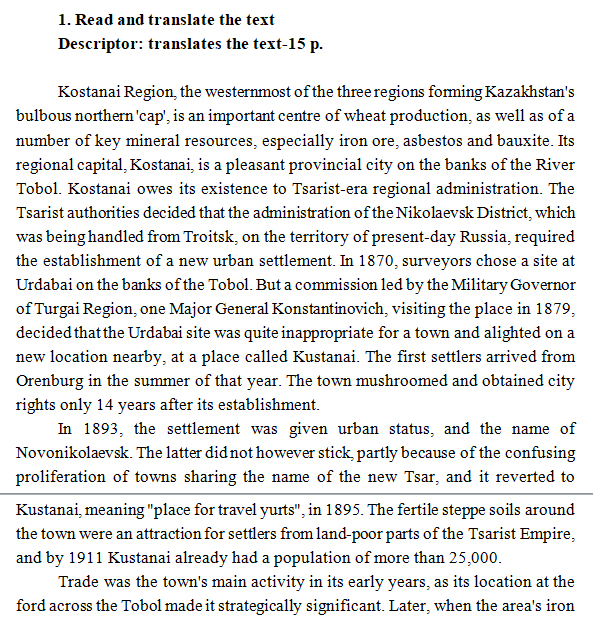 1. Read and translate the text
Descriptor: translates the text-15 p.
Kostanai Region, the westernmost of the three regions forming Kazakhstan's
bulbous northern 'cap', is an important centre of wheat production, as well as of a
number of key mineral resources, especially iron ore, asbestos and bauxite. Its
regional capital, Kostanai, is a pleasant provincial city on the banks of the River
Tobol. Kostanai owes its existence to Tsarist-era regional administration. The
Tsarist authorities decided that the administration of the Nikolaevsk District, which
was being handled from Troitsk, on the territory of present-day Russia, required
the establishment of a new urban settlement. In 1870, surveyors chose a site at
Urdabai on the banks of the Tobol. But a commission led by the Military Governor
of Turgai Region, one Major General Konstantinovich, visiting the place in 1879,
decided that the Urdabai site was quite inappropriate for a town and alighted on a
new location nearby, at a place called Kustanai. The first settlers arrived from
Orenburg in the summer of that year. The town mushroomed and obtained city
rights only 14 years after its establishment.
In 1893, the settlement was given urban status, and the name of
Novonikolaevsk. The latter did not however stick, partly because of the confusing
proliferation of towns sharing the name of the new Tsar, and it reverted to
Kustanai, meaning "place for travel yurts", in 1895. The fertile steppe soils around
the town were an attraction for settlers from land-poor parts of the Tsarist Empire,
and by 1911 Kustanai already had a population of more than 25,000.
Trade was the town's main activity in its early years, as its location at the
ford across the Tobol made it strategically significant. Later, when the area's iron